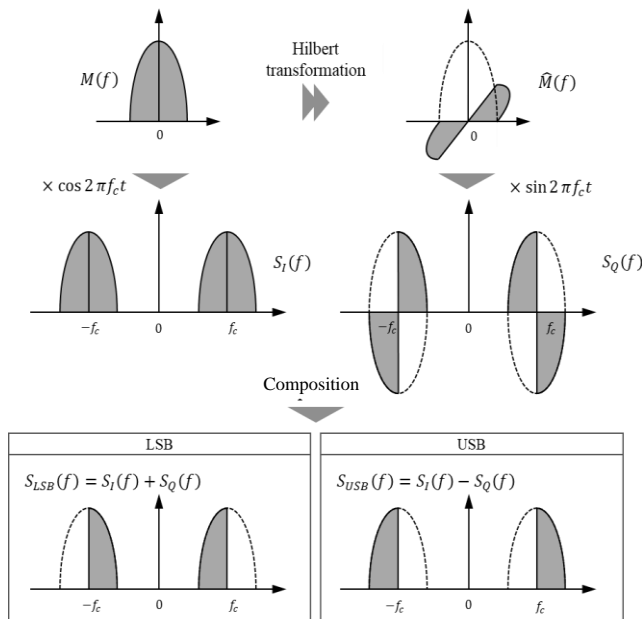 Hilbert
transformation
M(f)
M̂(f)
0
0
× cos 2πf_c t
× sin 2πf_c t
S_I(f)
S_Q(f)
−f_c 0 f_c
−f_c 0 f_c
Composition
LSB
USB
S_LSB(f) = S_I(f) + S_Q(f)
S_USB(f) = S_I(f) − S_Q(f)
−f_c 0 f_c
−f_c 0 f_c